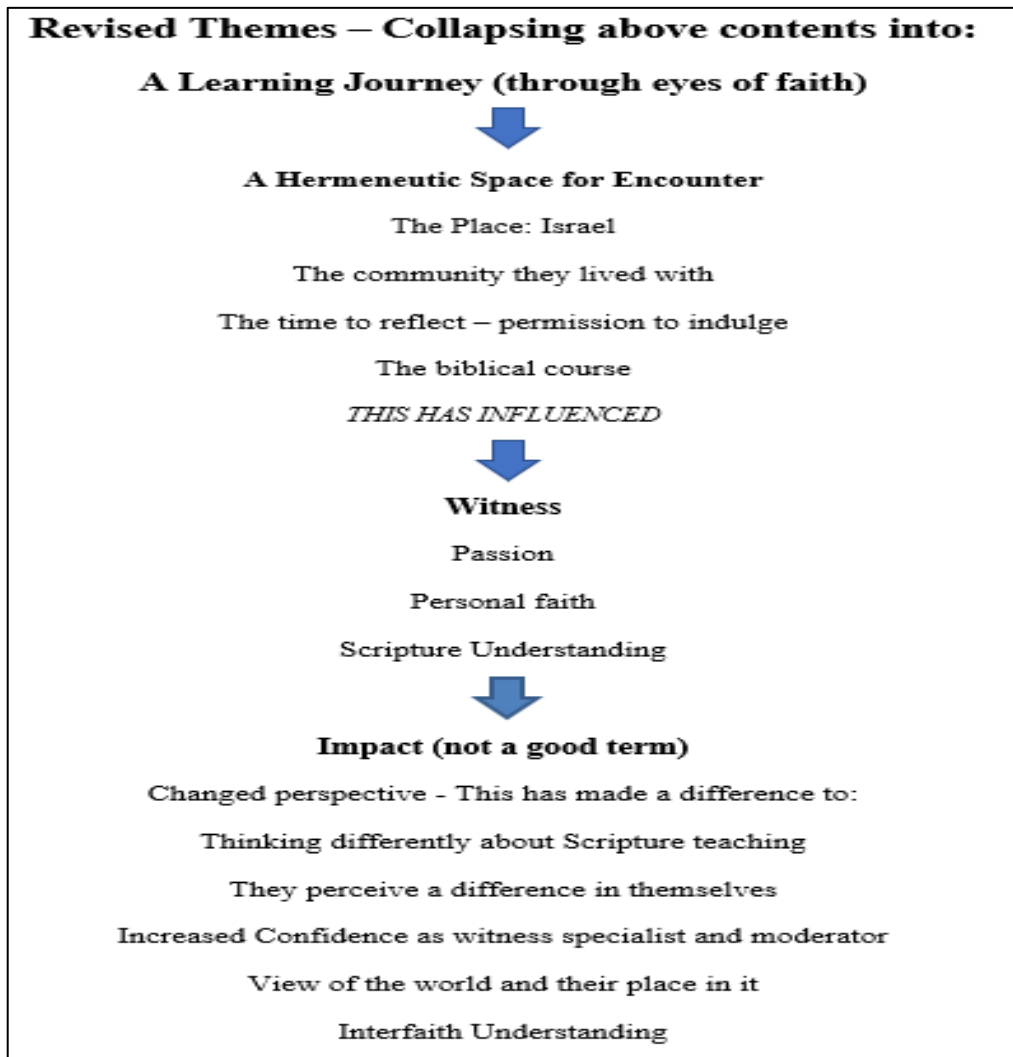 Revised Themes – Collapsing above contents into:
A Learning Journey (through eyes of faith)
A Hermeneutic Space for Encounter
The Place: Israel
The community they lived with
The time to reflect – permission to indulge
The biblical course
THIS HAS INFLUENCED
Witness
Passion
Personal faith
Scripture Understanding
Impact (not a good term)
Changed perspective - This has made a difference to:
Thinking differently about Scripture teaching
They perceive a difference in themselves
Increased Confidence as witness specialist and moderator
View of the world and their place in it
Interfaith Understanding